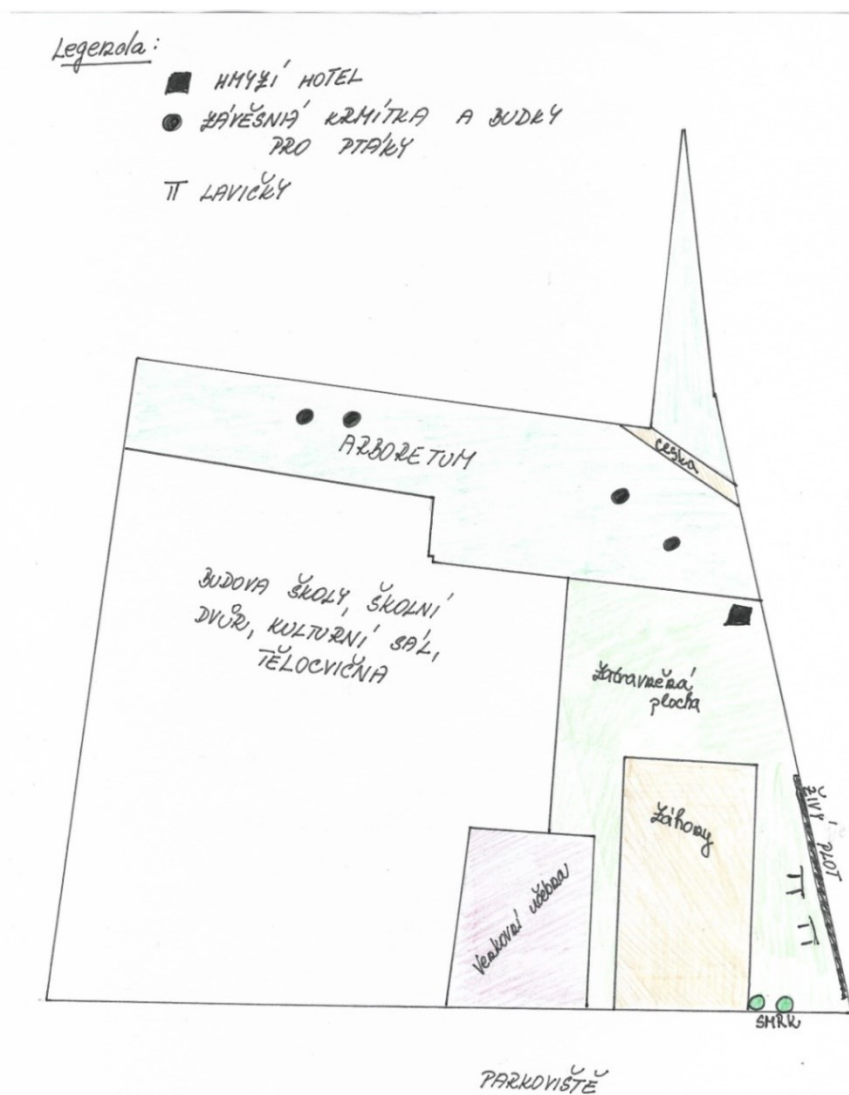 Legenda:
HMYZÍ HOTEL
ZÁVĚSNÁ KRMÍTKA A BUDKY
PRO PTÁKY
LAVIČKY
cesta
ARBORETUM
BUDOVA ŠKOLY, ŠKOLNÍ
DVŮR, KULTURNÍ SÁL,
TĚLOCVIČNA
Zatravněná
plocha
ŽIVÝ PLOT
Záhony
Venkovní učebna
SMRK
PARKOVIŠTĚ